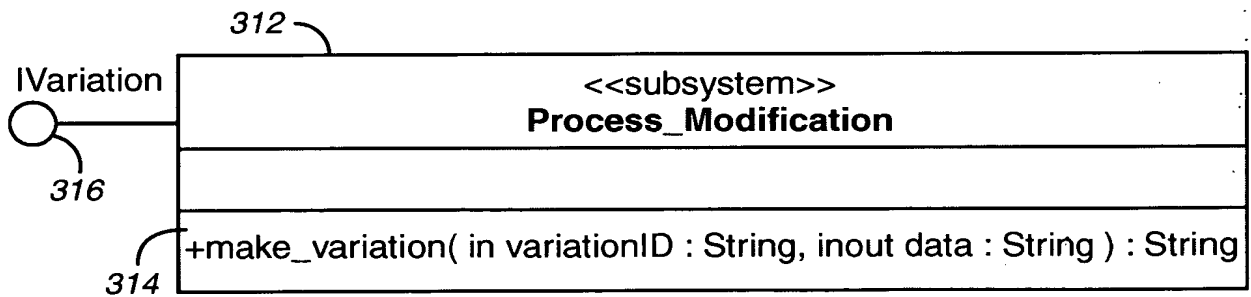 312
IVariation
<<subsystem>>
Process_Modification
316
+make_variation( in variationID : String, inout data : String ) : String
314